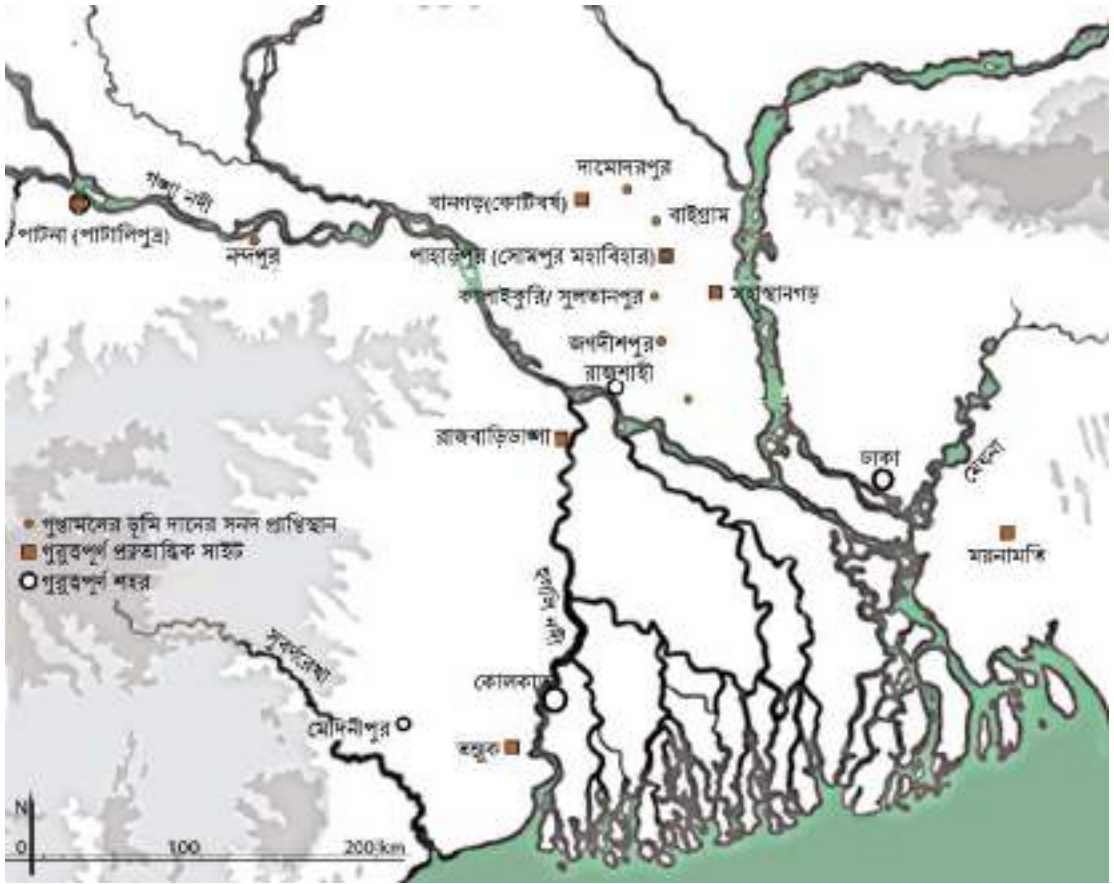 দামোদরপুর
বানগড়(কোটিবর্ষ)
বাইগ্রাম
গঙ্গা নদী
পাটনা (পাটালিপুত্র)
নন্দপুর
পাহাড়পুর (সোমপুর মহাবিহার)
কালাইকুরি/ সুলতানপুর
মহাস্থানগড়
জগদীশপুর
রাজশাহী
রাজবাড়িডাঙ্গা
ঢাকা
মেঘনা
গুপ্তামলের ভূমি দানের সনদ প্রাপ্তিস্থান
গুরুত্বপূর্ণ প্রত্নতাত্ত্বিক সাইট
গুরুত্বপূর্ণ শহর
ময়নামতি
নদী
সুবর্ণরেখা
কোলকাতা
মেদিনীপুর
তমলুক
N
0 100 200 km